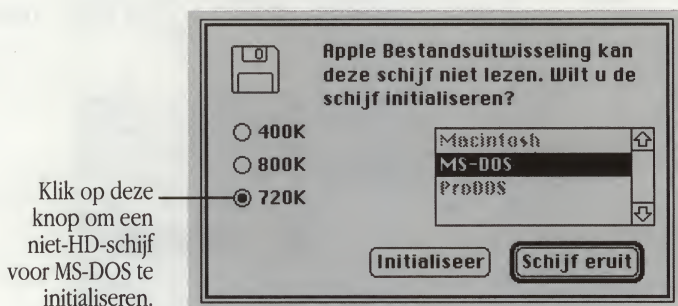 Apple Bestandsuitwisseling kan
deze schijf niet lezen. Wilt u de
schijf initialiseren?
400K
800K
720K
Macintosh
MS-DOS
ProDOS
Initialiseer
Schijf eruit
Klik op deze
knop om een
niet-HD-schijf
voor MS-DOS te
initialiseren.